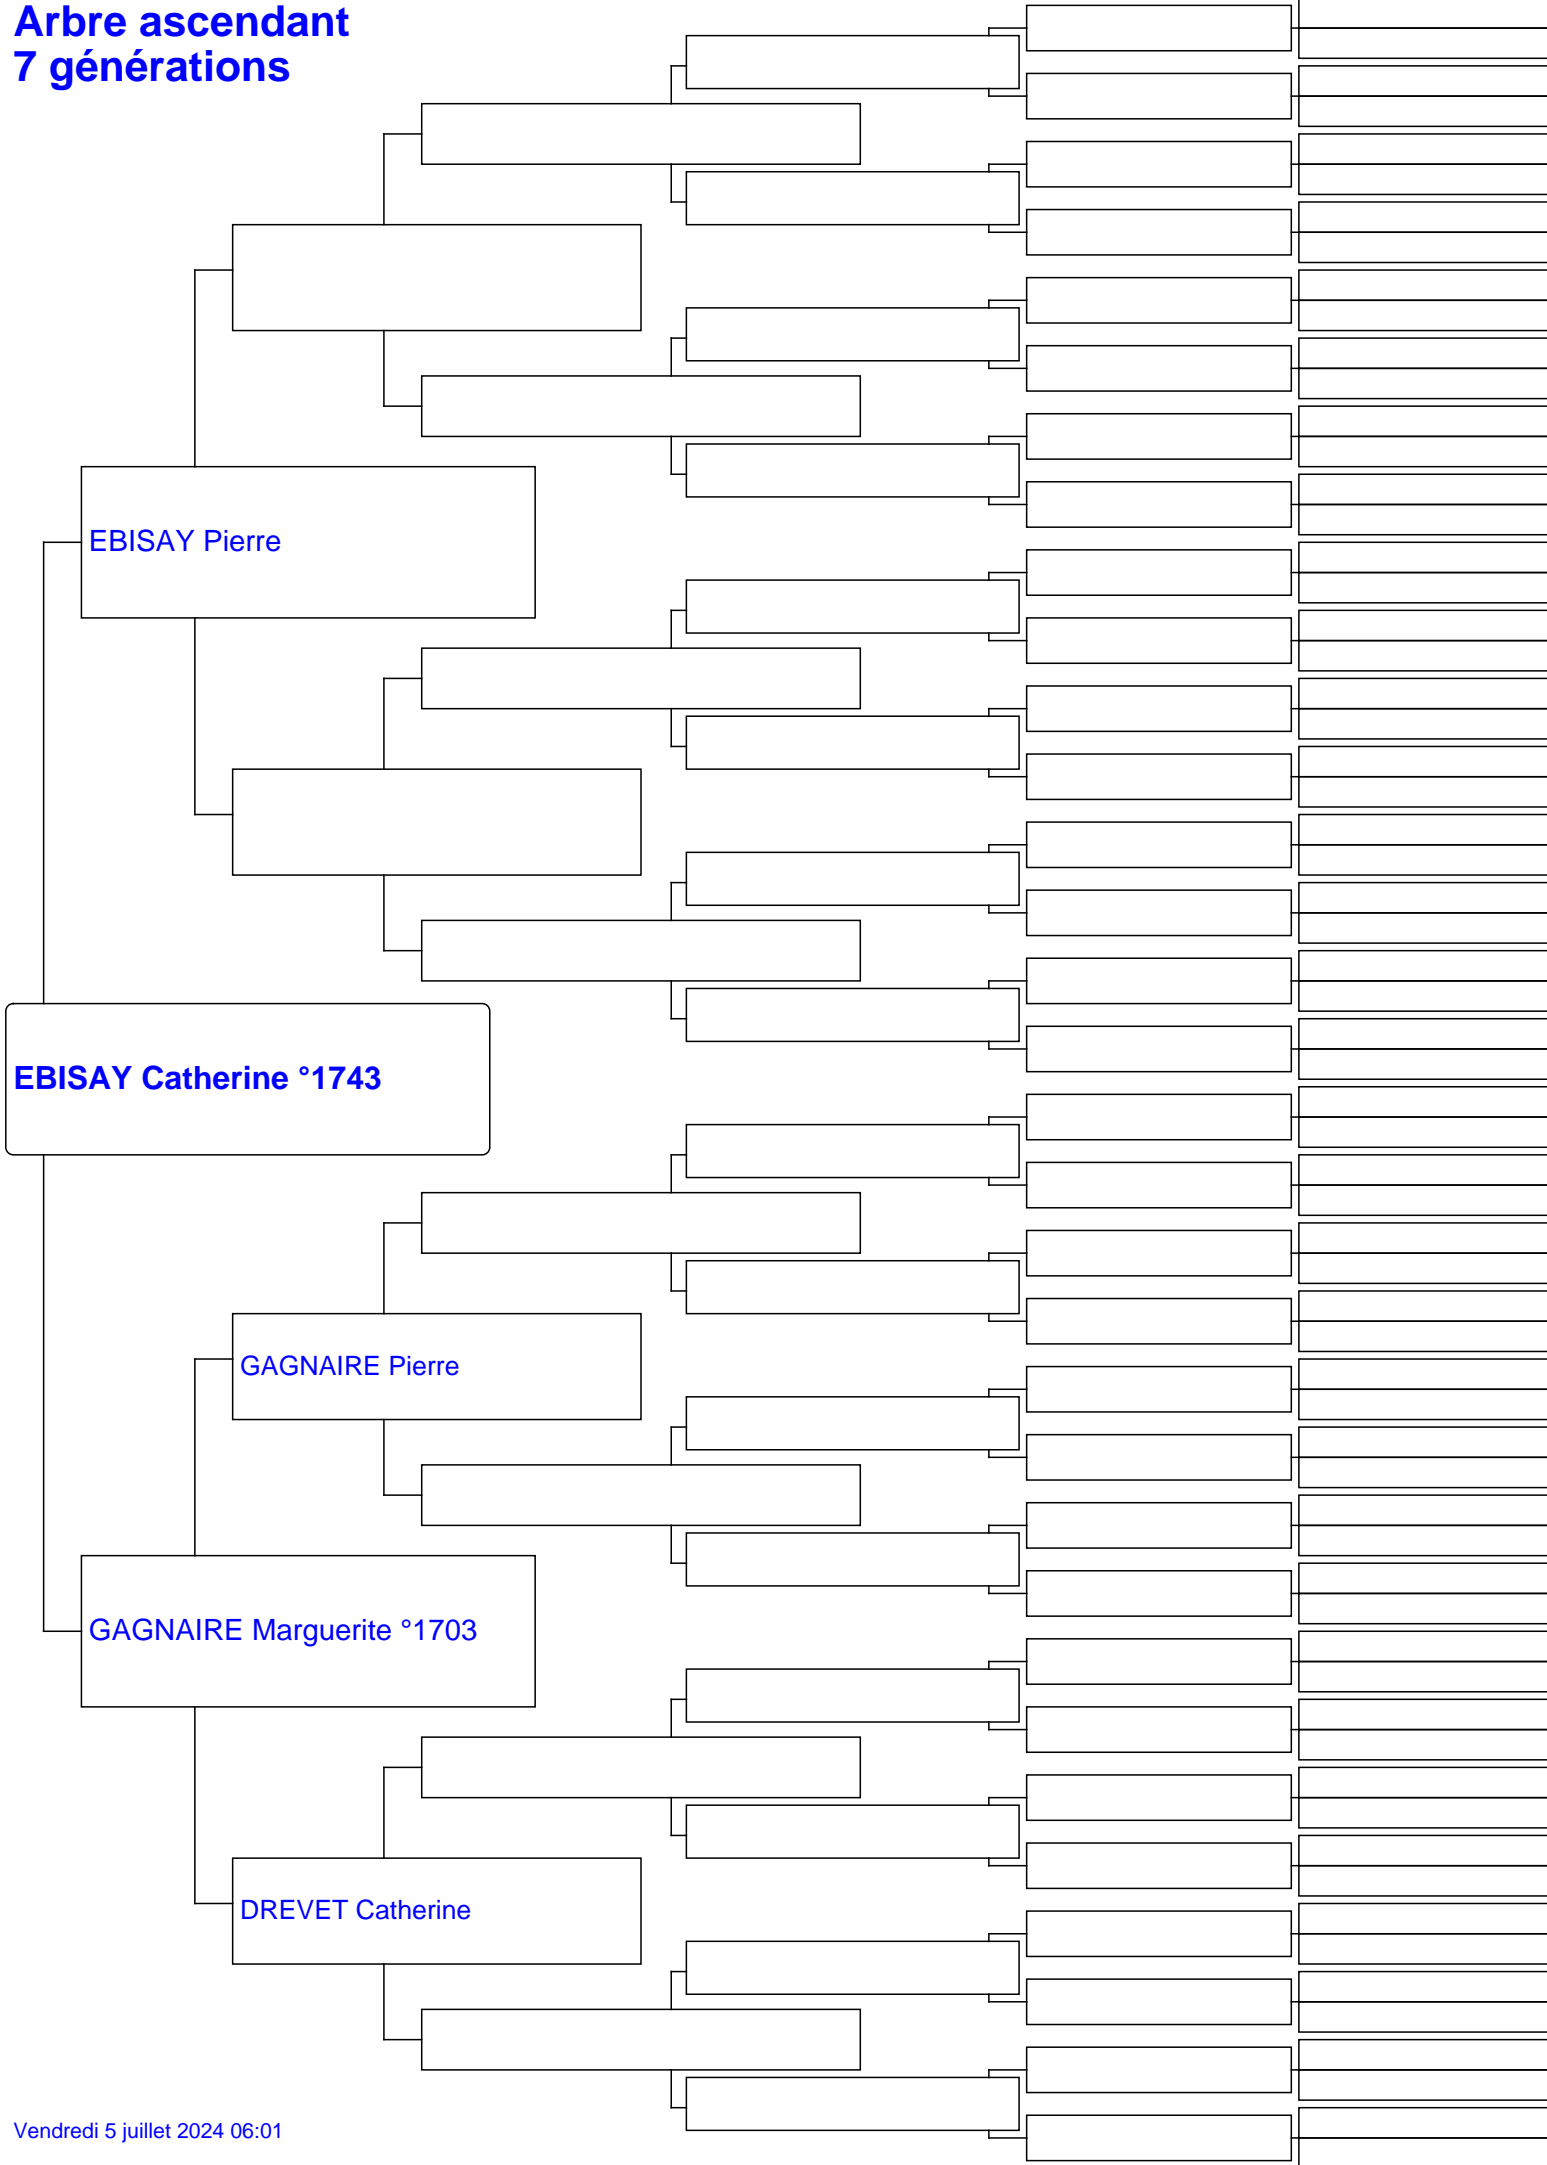 Arbre ascendant
7 générations
EBISAY Pierre
EBISAY Catherine °1743
GAGNAIRE Pierre
GAGNAIRE Marguerite °1703
DREVET Catherine
Vendredi 5 juillet 2024 06:01